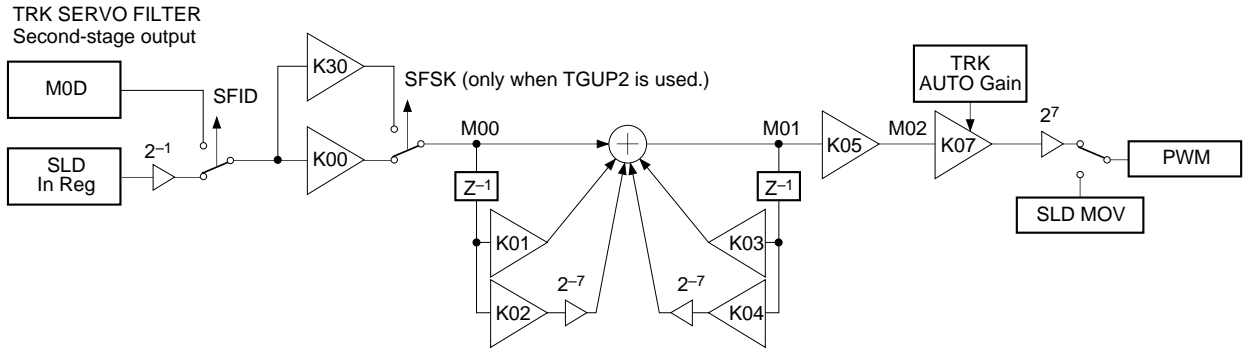 TRK SERVO FILTER
Second-stage output
M0D
SFID
K30
SFSK (only when TGUP2 is used.)
TRK
AUTO Gain
SLD
In Reg
2–1
K00
M00
M01
K05
M02
K07
27
PWM
Z–1
Z–1
SLD MOV
K01
K03
K02
2–7
2–7
K04